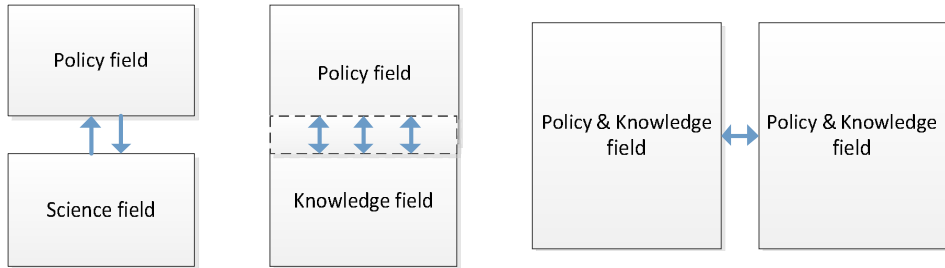 Policy field
Science field
Policy field
Knowledge field
Policy & Knowledge
field
Policy & Knowledge
field